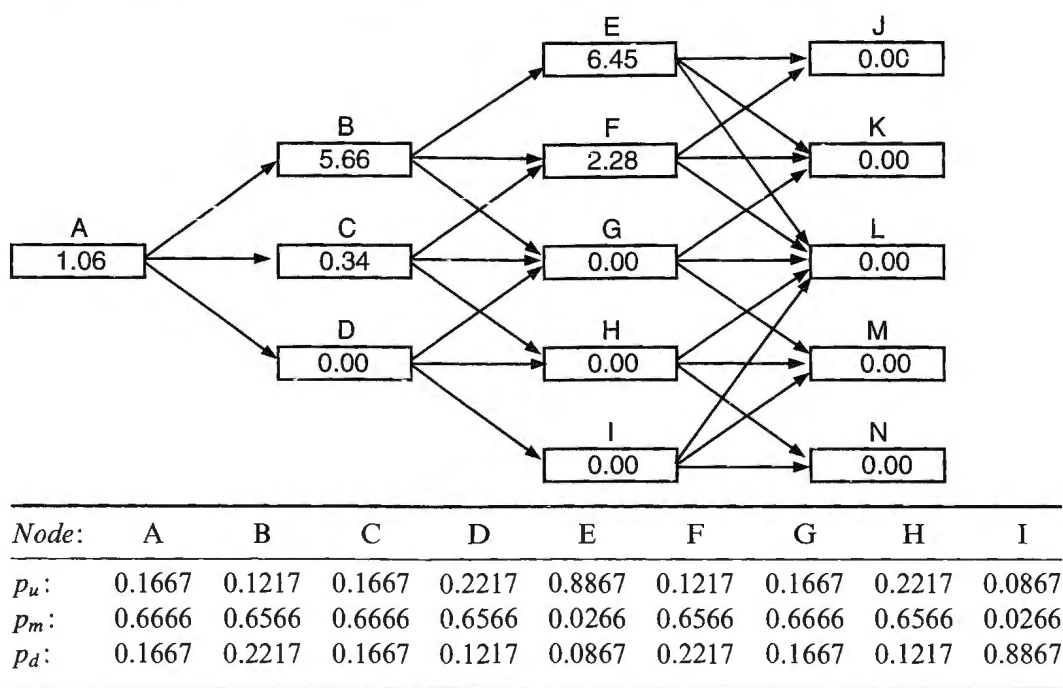 E J
6.45 0.00
B F K
5.66 2.28 0.00
A C G L
1.06 0.34 0.00 0.00
D H M
0.00 0.00 0.00
I N
0.00 0.00
Node: A B C D E F G H I
pu: 0.1667 0.1217 0.1667 0.2217 0.8867 0.1217 0.1667 0.2217 0.0867
pm: 0.6666 0.6566 0.6666 0.6566 0.0266 0.6566 0.6666 0.6566 0.0266
pd: 0.1667 0.2217 0.1667 0.1217 0.0867 0.2217 0.1667 0.1217 0.8867